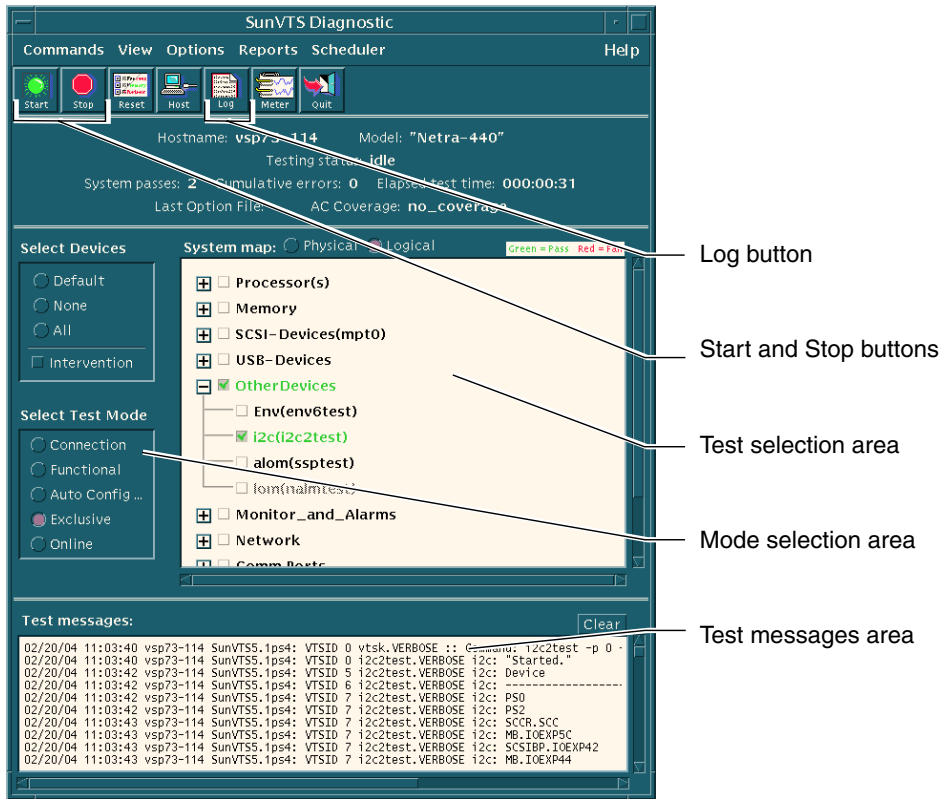 SunVTS Diagnostic
Commands View Options Reports Scheduler Help
Start Stop Reset Host Log Meter Quit
Hostname: vsp73-114 Model: "Netra-440"
Testing status: idle
System passes: 2 Cumulative errors: 0 Elapsed test time: 000:00:31
Last Option File: AC Coverage: no_coverage
Select Devices
Default
None
All
Intervention
Select Test Mode
Connection
Functional
Auto Config ...
Exclusive
Online
System map: Physical Logical Green = Pass Red = Fail
Processor(s)
Memory
SCSI-Devices(mpt0)
USB-Devices
OtherDevices
Env(env6test)
i2c(i2c2test)
alom(ssptest)
Monitor_and_Alarms
Network
Comm Ports
Test messages: Clear
02/20/04 11:03:40 vsp73-114 SunVTS5.1ps4: VTSID 0 vtsk.VERBOSE :: Command: i2c2test -p 0 -
02/20/04 11:03:40 vsp73-114 SunVTS5.1ps4: VTSID 0 i2c2test.VERBOSE i2c: "Started."
02/20/04 11:03:42 vsp73-114 SunVTS5.1ps4: VTSID 5 i2c2test.VERBOSE i2c: Device
02/20/04 11:03:42 vsp73-114 SunVTS5.1ps4: VTSID 6 i2c2test.VERBOSE i2c: ------------------
02/20/04 11:03:42 vsp73-114 SunVTS5.1ps4: VTSID 7 i2c2test.VERBOSE i2c: PS0
02/20/04 11:03:42 vsp73-114 SunVTS5.1ps4: VTSID 7 i2c2test.VERBOSE i2c: PS2
02/20/04 11:03:43 vsp73-114 SunVTS5.1ps4: VTSID 7 i2c2test.VERBOSE i2c: SCCR.SCC
02/20/04 11:03:43 vsp73-114 SunVTS5.1ps4: VTSID 7 i2c2test.VERBOSE i2c: MB.IOEXP5C
02/20/04 11:03:43 vsp73-114 SunVTS5.1ps4: VTSID 7 i2c2test.VERBOSE i2c: SCSIBP.IOEXP42
02/20/04 11:03:43 vsp73-114 SunVTS5.1ps4: VTSID 7 i2c2test.VERBOSE i2c: MB.IOEXP44
Log button
Start and Stop buttons
Test selection area
Mode selection area
Test messages area